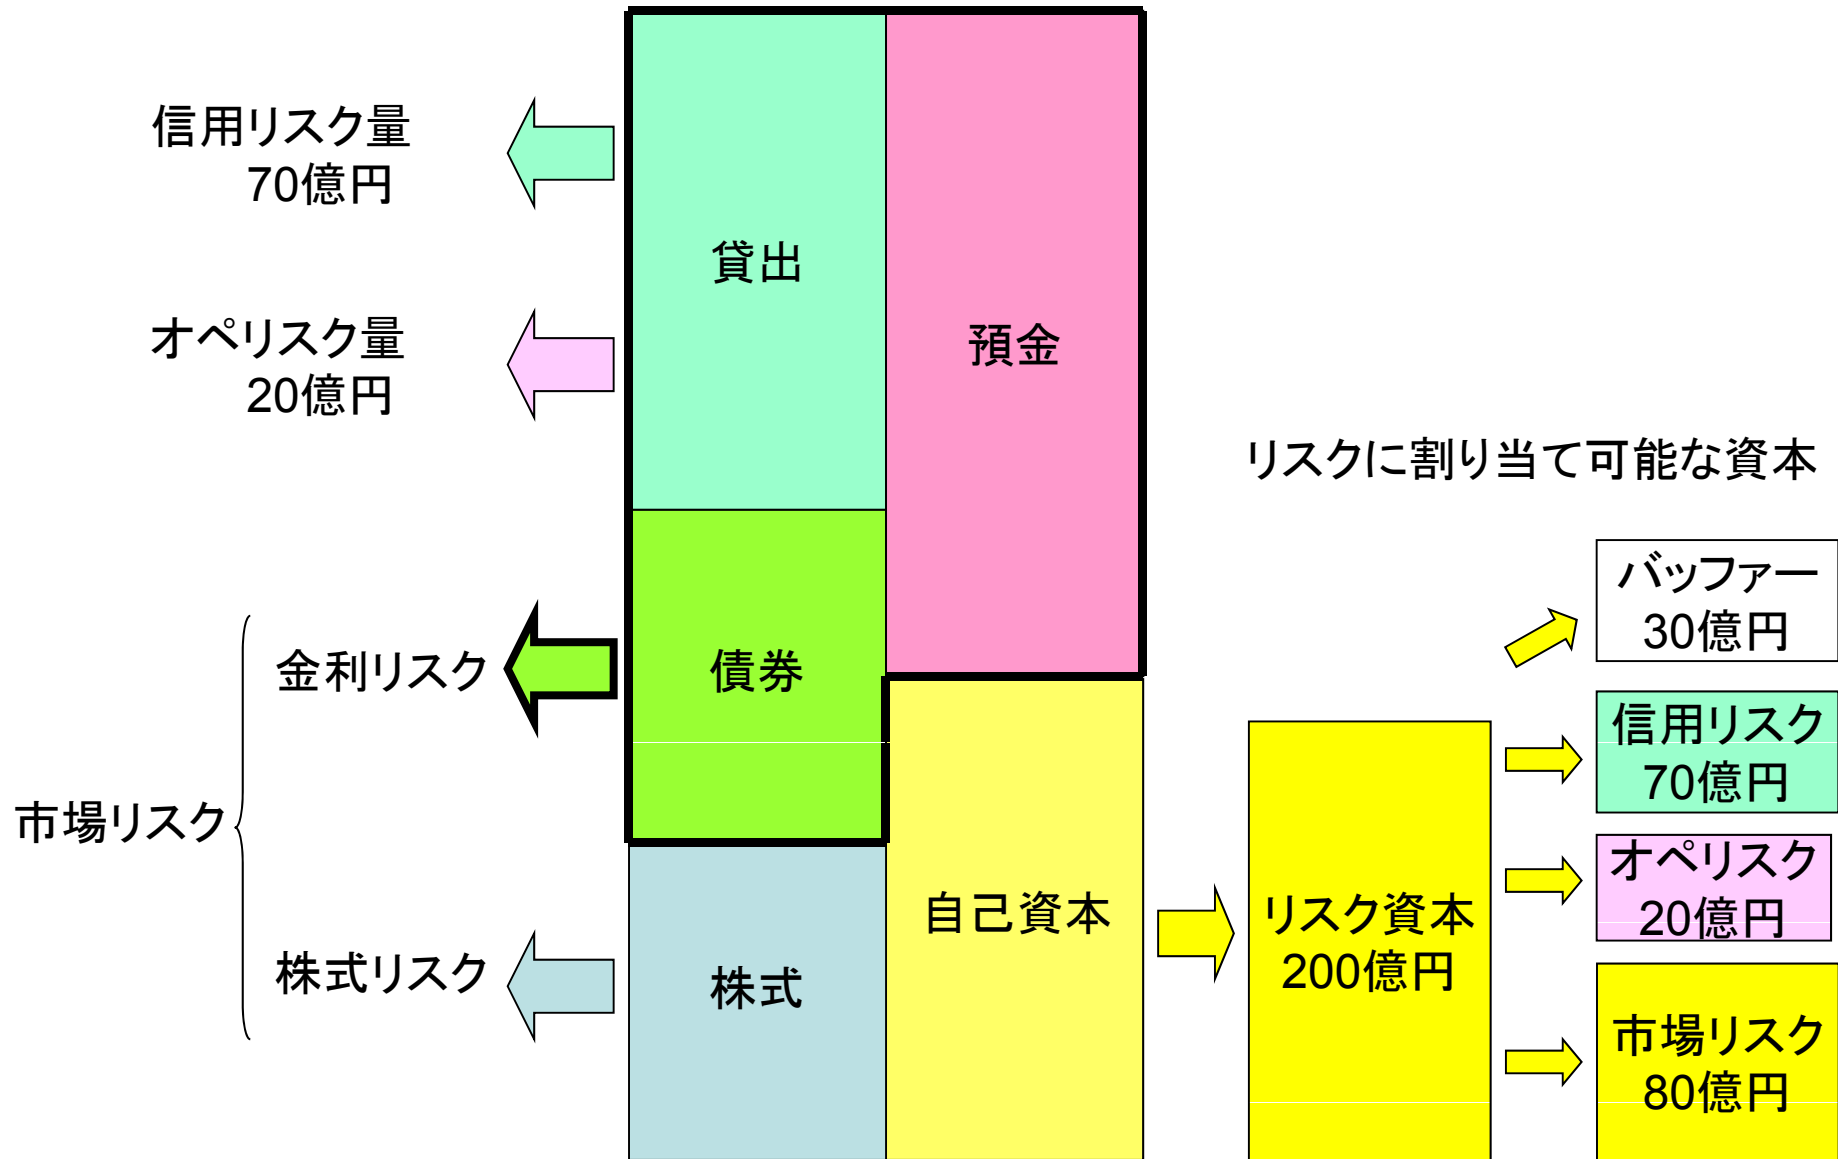 信用リスク量
70億円
オペリスク量
20億円
市場リスク
金利リスク
株式リスク
貸出
債券
株式
預金
自己資本
リスクに割り当て可能な資本
リスク資本
200億円
バッファー
30億円
信用リスク
70億円
オペリスク
20億円
市場リスク
80億円